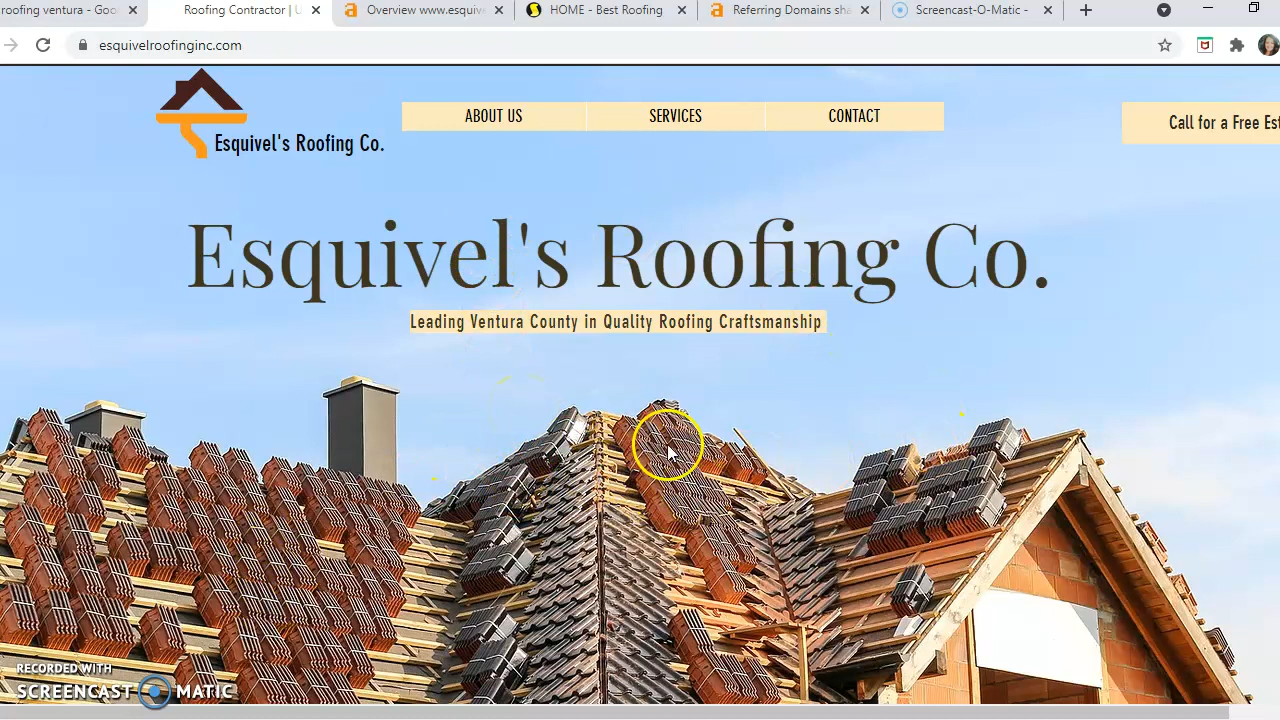 roofing ventura - Goo
Roofing Contractor | U
Overview www.esquive
HOME - Best Roofing
Referring Domains sha
Screencast-O-Matic -
esquivelroofinginc.com
Esquivel's Roofing Co.
ABOUT US
SERVICES
CONTACT
Call for a Free Est
Esquivel's Roofing Co.
Leading Ventura County in Quality Roofing Craftsmanship
RECORDED WITH
SCREENCAST MATIC